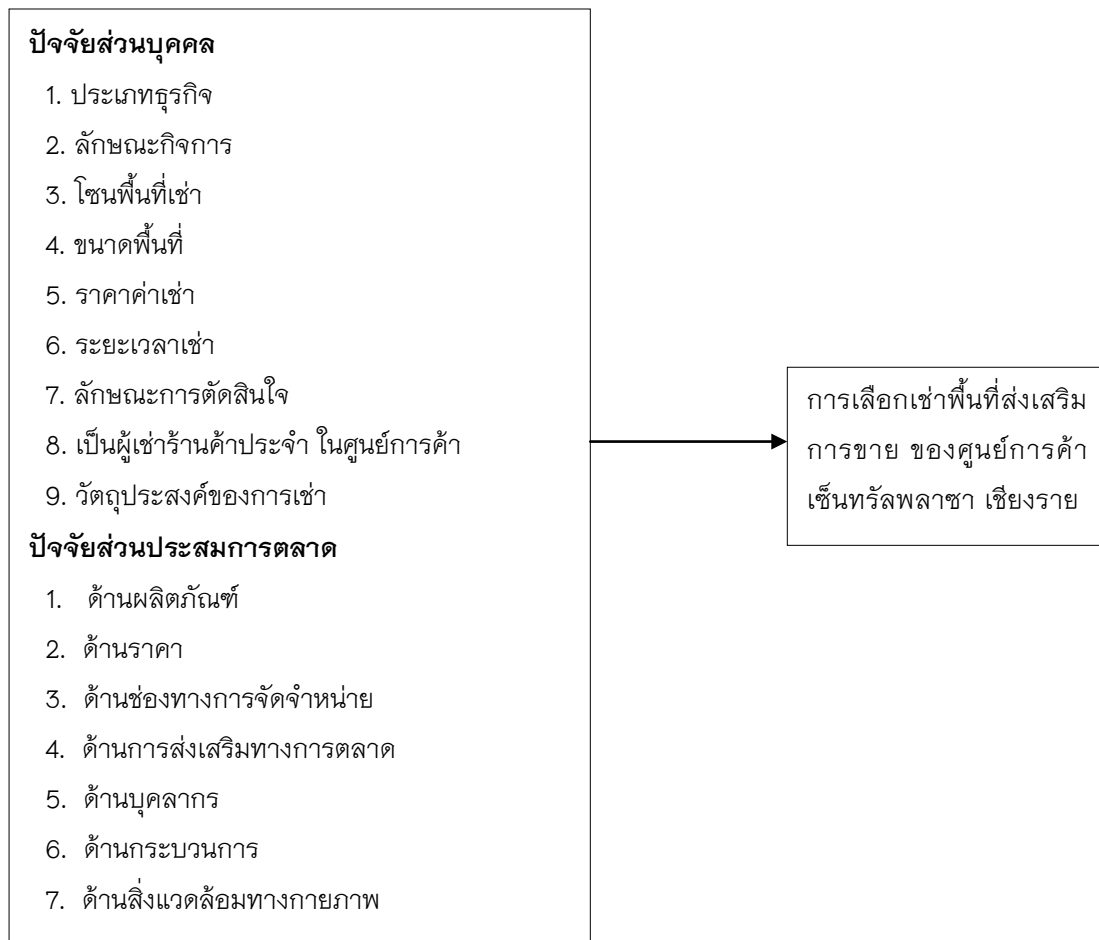 ปัจจัยส่วนบุคคล
1. ประเภทธุรกิจ
2. ลักษณะกิจการ
3. โซนพื้นที่เช่า
4. ขนาดพื้นที่
5. ราคาค่าเช่า
6. ระยะเวลาเช่า
7. ลักษณะการตัดสินใจ
8. เป็นผู้เช่าร้านค้าประจำ ในศูนย์การค้า
9. วัตถุประสงค์ของการเช่า
ปัจจัยส่วนประสมการตลาด
1. ด้านผลิตภัณฑ์
2. ด้านราคา
3. ด้านช่องทางการจัดจำหน่าย
4. ด้านการส่งเสริมทางการตลาด
5. ด้านบุคลากร
6. ด้านกระบวนการ
7. ด้านสิ่งแวดล้อมทางกายภาพ
การเลือกเช่าพื้นที่ส่งเสริม
การขาย ของศูนย์การค้า
เซ็นทรัลพลาซา เชียงราย